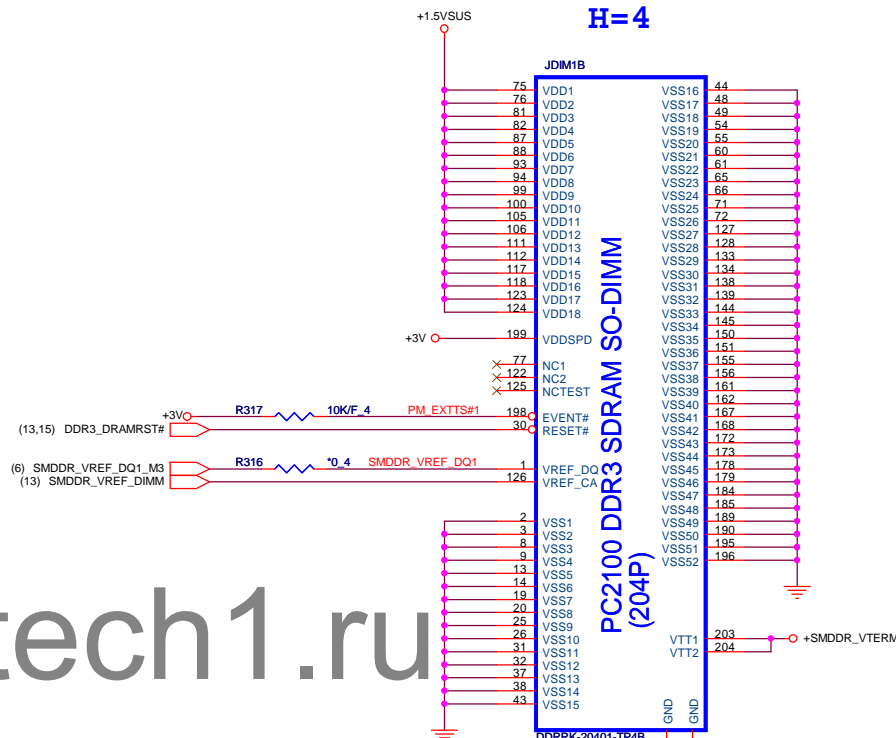 H=4
+1.5VSUS
JDIM1B
75 VDD1
76 VDD2
81 VDD3
82 VDD4
87 VDD5
88 VDD6
93 VDD7
94 VDD8
99 VDD9
100 VDD10
105 VDD11
106 VDD12
111 VDD13
112 VDD14
117 VDD15
118 VDD16
123 VDD17
124 VDD18
+3V 199 VDDSPD
77 NC1
122 NC2
125 NCTEST
+3V R317 10K/F_4 PM_EXTTS#1 198 EVENT#
(13,15) DDR3_DRAMRST# 30 RESET#
(6) SMDDR_VREF_DQ1_M3 R316 *0_4 SMDDR_VREF_DQ1 1 VREF_DQ
(13) SMDDR_VREF_DIMM 126 VREF_CA
2 VSS1
3 VSS2
8 VSS3
9 VSS4
13 VSS5
14 VSS6
19 VSS7
20 VSS8
25 VSS9
26 VSS10
31 VSS11
32 VSS12
37 VSS13
38 VSS14
43 VSS15
PC2100 DDR3 SDRAM SO-DIMM
(204P)
VSS16 44
VSS17 48
VSS18 49
VSS19 54
VSS20 55
VSS21 60
VSS22 61
VSS23 65
VSS24 66
VSS25 71
VSS26 72
VSS27 127
VSS28 128
VSS29 133
VSS30 134
VSS31 138
VSS32 139
VSS33 144
VSS34 145
VSS35 150
VSS36 151
VSS37 155
VSS38 156
VSS39 161
VSS40 162
VSS41 167
VSS42 168
VSS43 172
VSS44 173
VSS45 178
VSS46 179
VSS47 184
VSS48 185
VSS49 189
VSS50 190
VSS51 195
VSS52 196
VTT1 203
VTT2 204
+SMDDR_VTERM
GND
GND
DDRRK-20401-TP4B
tech1.ru